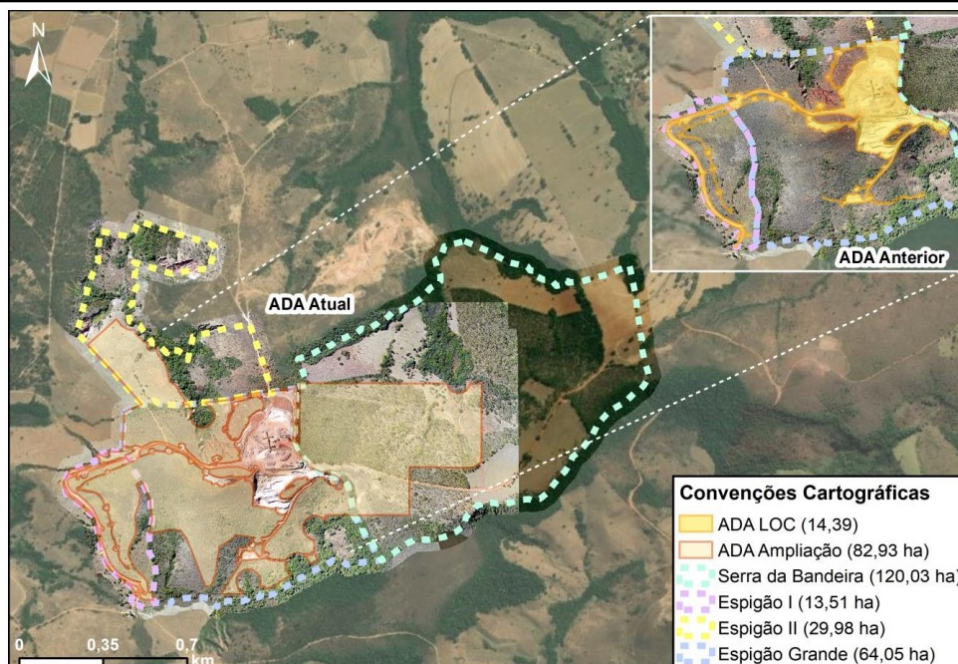 N
ADA Anterior
ADA Atual
Convenções Cartográficas
ADA LOC (14,39)
ADA Ampliação (82,93 ha)
Serra da Bandeira (120,03 ha)
Espigão I (13,51 ha)
Espigão II (29,98 ha)
Espigão Grande (64,05 ha)
0 0,35 0,7
km